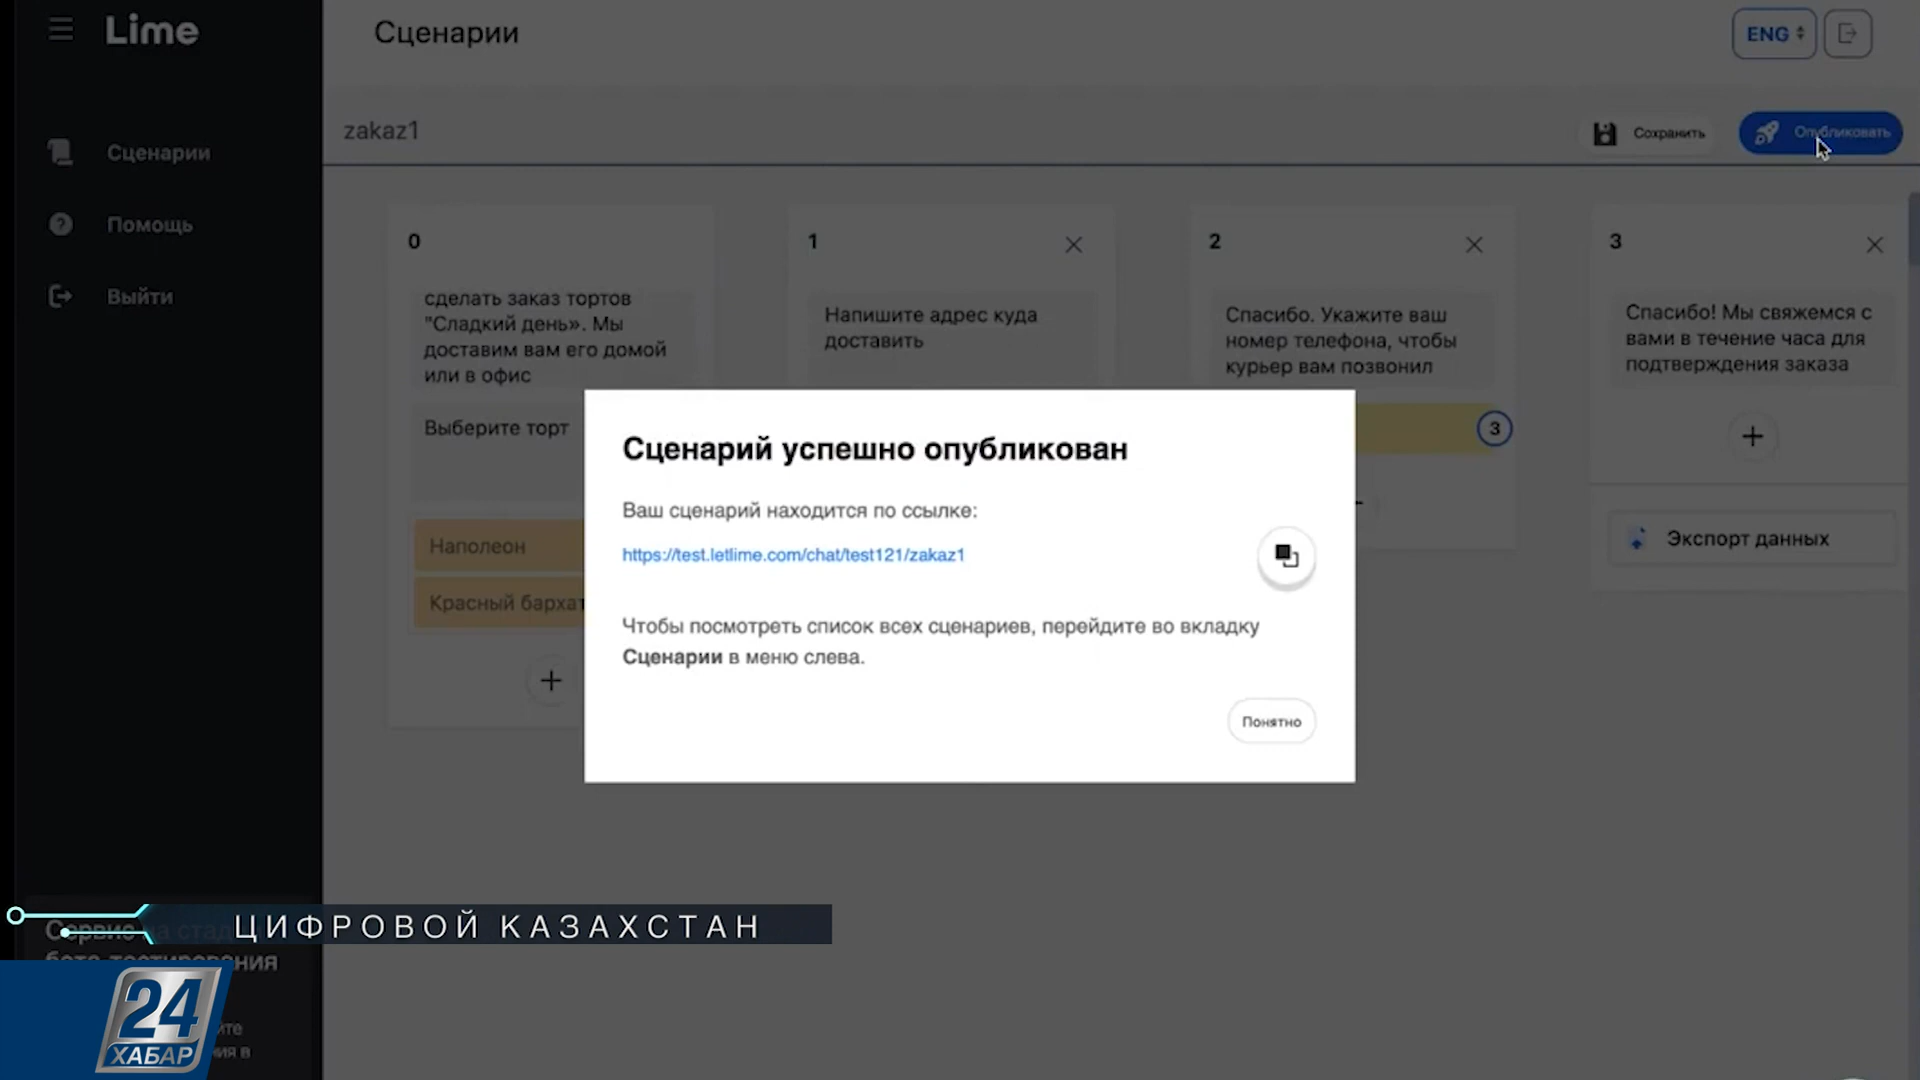 Lime
Сценарии
ENG
Сценарии
Помощь
Выйти
zakaz1
Сохранить
Опубликовать
0
сделать заказ тортов
"Сладкий день». Мы
доставим вам его домой
или в офис
Выберите торт
Наполеон
Красный бархат
1
Напишите адрес куда
доставить
2
Спасибо. Укажите ваш
номер телефона, чтобы
курьер вам позвонил
3
3
Спасибо! Мы свяжемся с
вами в течение часа для
подтверждения заказа
Экспорт данных
Сценарий успешно опубликован
Ваш сценарий находится по ссылке:
https://test.letlime.com/chat/test121/zakaz1
Чтобы посмотреть список всех сценариев, перейдите во вкладку
Сценарии в меню слева.
Понятно
ЦИФРОВОЙ КАЗАХСТАН
Сервис
24
ХАБАР